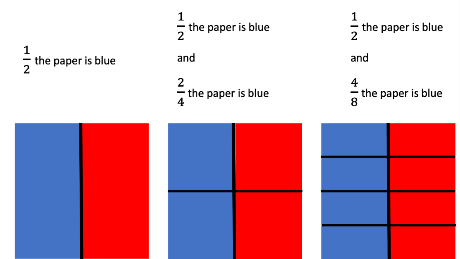 1/2 the paper is blue
1/2 the paper is blue
and
2/4 the paper is blue
1/2 the paper is blue
and
4/8 the paper is blue